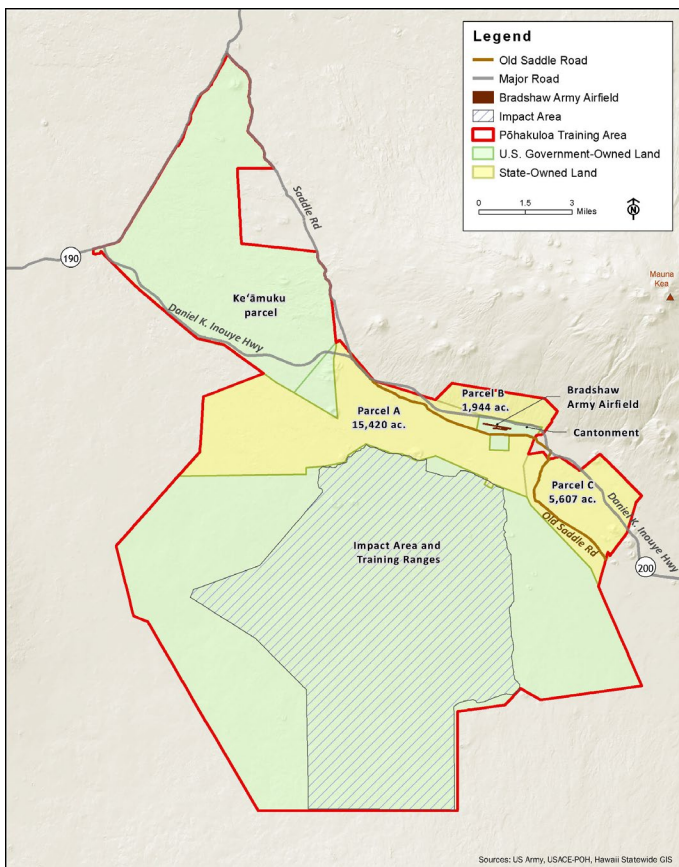 Legend
Old Saddle Road
Major Road
Bradshaw Army Airfield
Impact Area
Pōhakuloa Training Area
U.S. Government-Owned Land
State-Owned Land
0 1.5 3
Miles
N
Saddle Rd
190
Mauna
Kea
Keʻāmuku
parcel
Daniel K. Inouye Hwy
Parcel B
1,944 ac.
Bradshaw
Army Airfield
Parcel A
15,420 ac.
Cantonment
Parcel C
5,607 ac.
Daniel K. Inouye Hwy
Old Saddle Rd
Impact Area and
Training Ranges
200
Sources: US Army, USACE-POH, Hawaii Statewide GIS